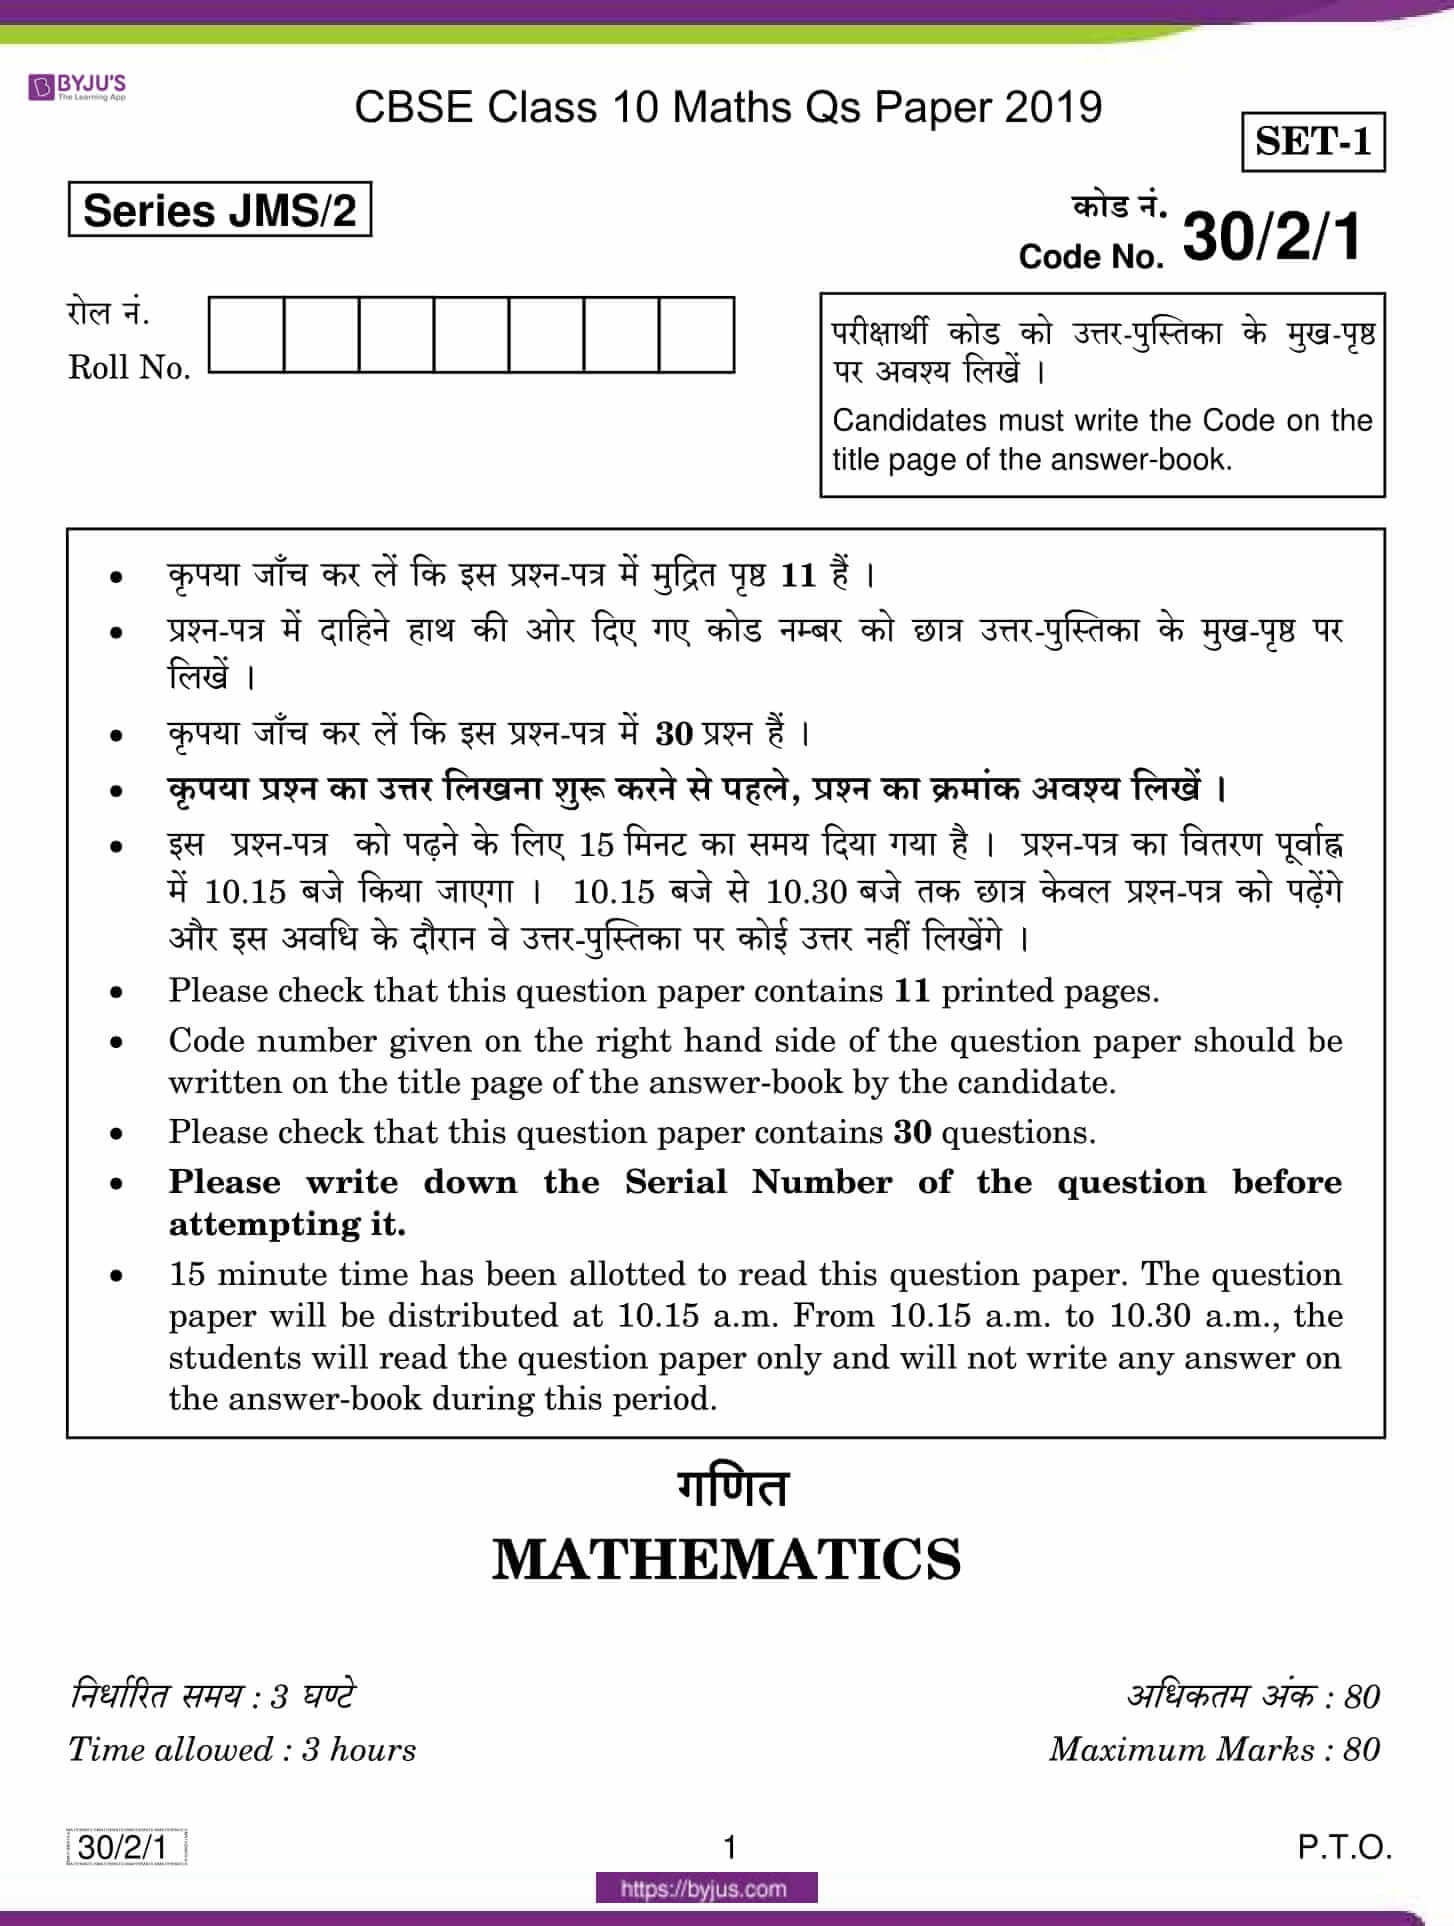 BYJU'S
The Learning App
CBSE Class 10 Maths Qs Paper 2019
SET-1
Series JMS/2
कोड नं.
Code No. 30/2/1
रोल नं.
Roll No.
परीक्षार्थी कोड को उत्तर-पुस्तिका के मुख-पृष्ठ
पर अवश्य लिखें ।
Candidates must write the Code on the
title page of the answer-book.
• कृपया जाँच कर लें कि इस प्रश्न-पत्र में मुद्रित पृष्ठ 11 हैं ।
• प्रश्न-पत्र में दाहिने हाथ की ओर दिए गए कोड नम्बर को छात्र उत्तर-पुस्तिका के मुख-पृष्ठ पर
लिखें ।
• कृपया जाँच कर लें कि इस प्रश्न-पत्र में 30 प्रश्न हैं ।
• कृपया प्रश्न का उत्तर लिखना शुरू करने से पहले, प्रश्न का क्रमांक अवश्य लिखें ।
• इस प्रश्न-पत्र को पढ़ने के लिए 15 मिनट का समय दिया गया है । प्रश्न-पत्र का वितरण पूर्वाह्न
में 10.15 बजे किया जाएगा । 10.15 बजे से 10.30 बजे तक छात्र केवल प्रश्न-पत्र को पढ़ेंगे
और इस अवधि के दौरान वे उत्तर-पुस्तिका पर कोई उत्तर नहीं लिखेंगे ।
• Please check that this question paper contains 11 printed pages.
• Code number given on the right hand side of the question paper should be
written on the title page of the answer-book by the candidate.
• Please check that this question paper contains 30 questions.
• Please write down the Serial Number of the question before
attempting it.
• 15 minute time has been allotted to read this question paper. The question
paper will be distributed at 10.15 a.m. From 10.15 a.m. to 10.30 a.m., the
students will read the question paper only and will not write any answer on
the answer-book during this period.
गणित
MATHEMATICS
निर्धारित समय : 3 घण्टे
अधिकतम अंक : 80
Time allowed : 3 hours
Maximum Marks : 80
30/2/1
1
P.T.O.
https://byjus.com